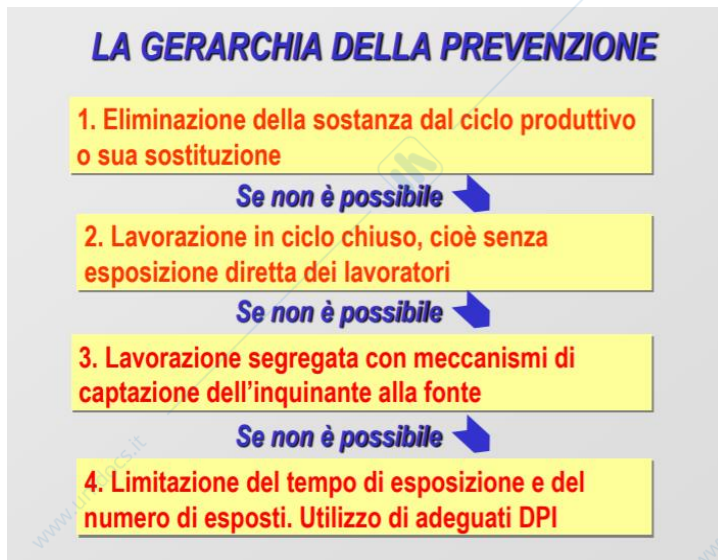 LA GERARCHIA DELLA PREVENZIONE
1. Eliminazione della sostanza dal ciclo produttivo
o sua sostituzione
Se non è possibile
2. Lavorazione in ciclo chiuso, cioè senza
esposizione diretta dei lavoratori
Se non è possibile
3. Lavorazione segregata con meccanismi di
captazione dell'inquinante alla fonte
Se non è possibile
4. Limitazione del tempo di esposizione e del
numero di esposti. Utilizzo di adeguati DPI